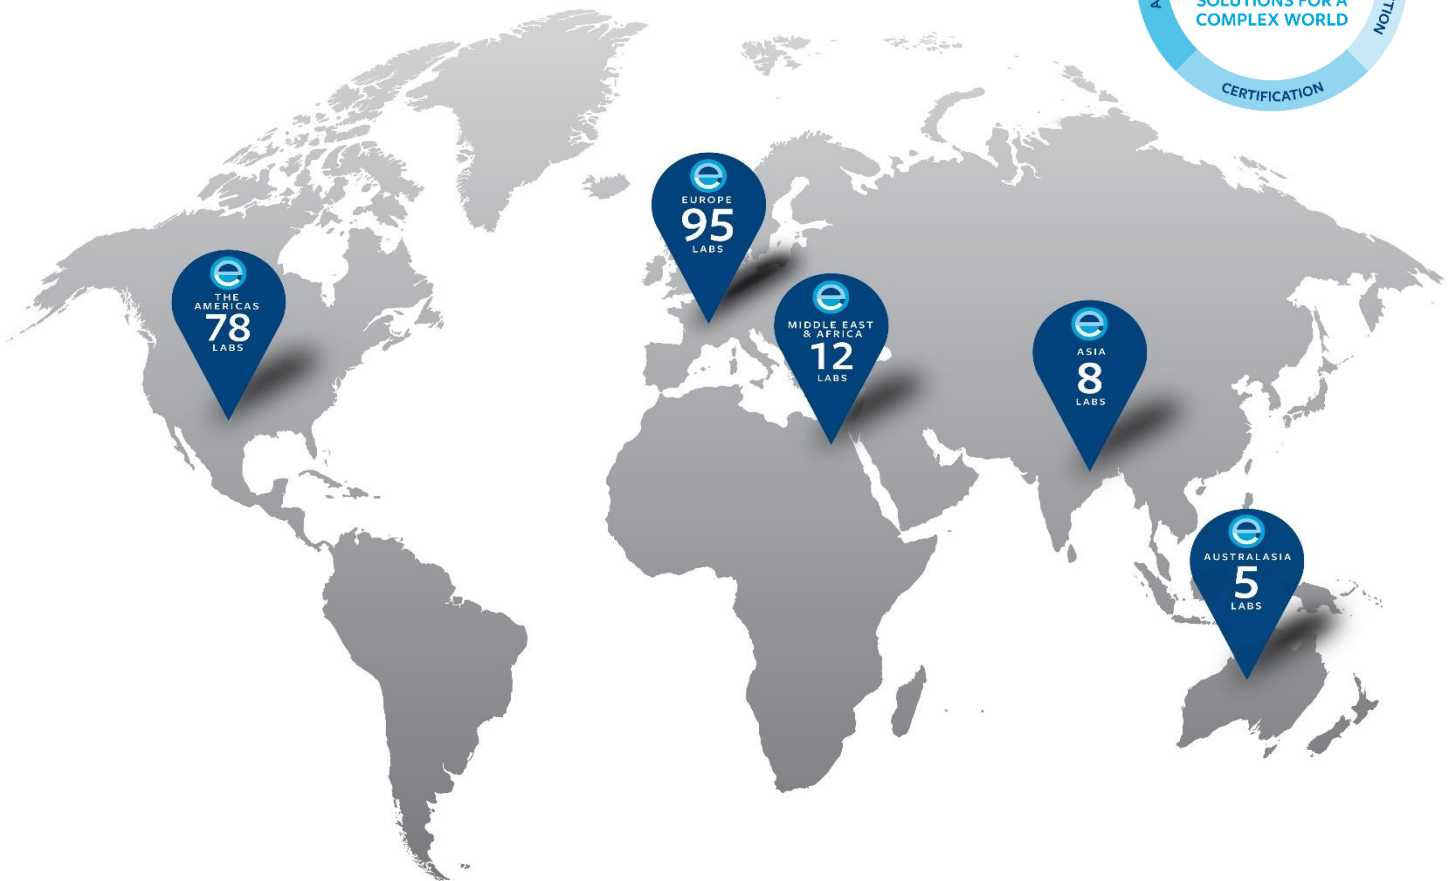 SOLUTIONS FOR A
COMPLEX WORLD
CERTIFICATION
EUROPE
95
LABS
THE
AMERICAS
78
LABS
MIDDLE EAST
& AFRICA
12
LABS
ASIA
8
LABS
AUSTRALASIA
5
LABS